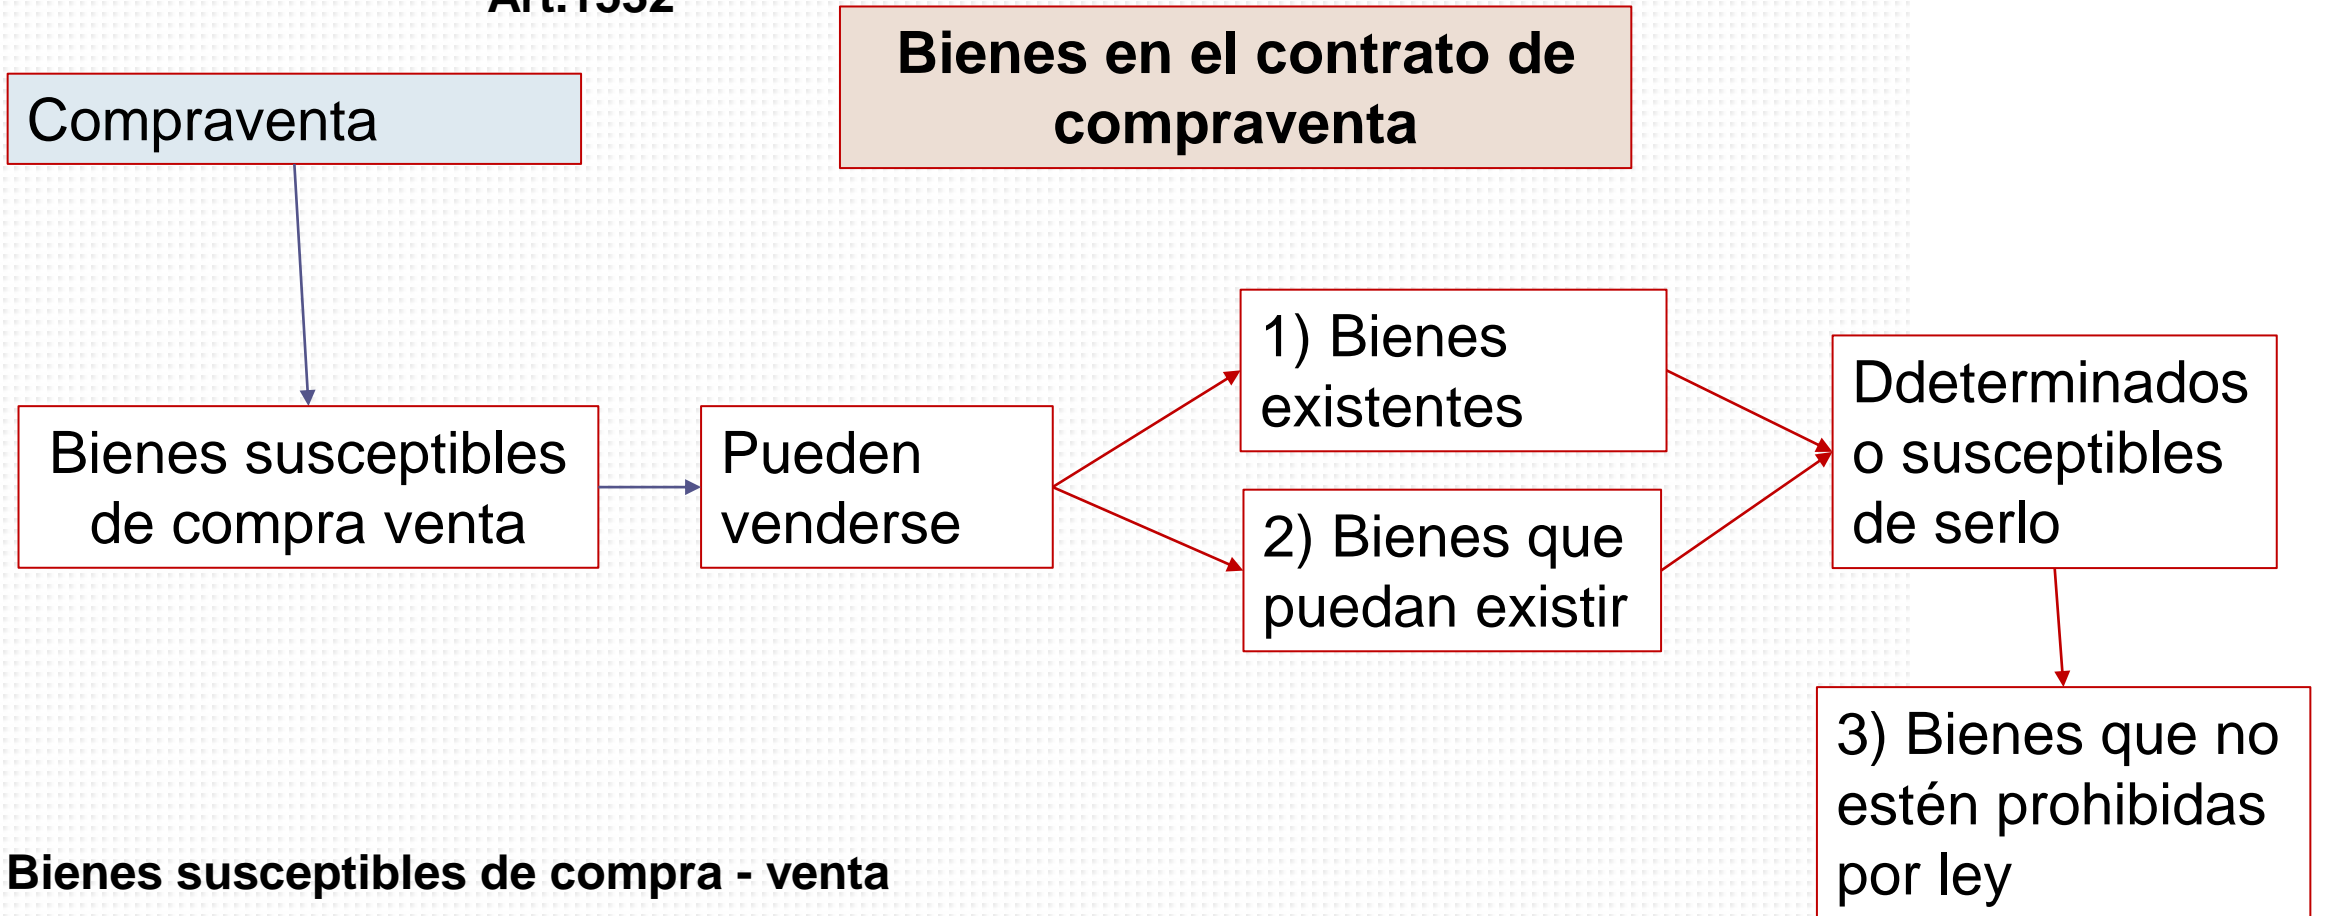 Art.1532
Bienes en el contrato de
compraventa
Compraventa
Bienes susceptibles
de compra venta
Pueden
venderse
1) Bienes
existentes
2) Bienes que
puedan existir
Ddeterminados
o susceptibles
de serlo
3) Bienes que no
estén prohibidas
por ley
Bienes susceptibles de compra - venta